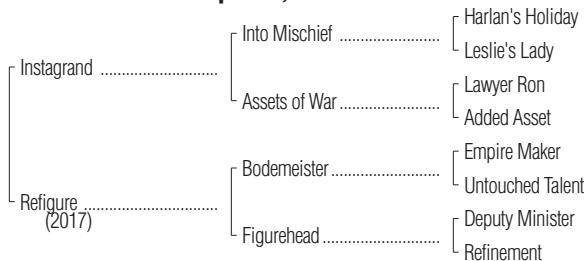 Harlan's Holiday
Into Mischief
Leslie's Lady
Instagrand
Lawyer Ron
Assets of War
Added Asset
Empire Maker
Bodemeister
Untouched Talent
Refigure
(2017)
Deputy Minister
Figurehead
Refinement